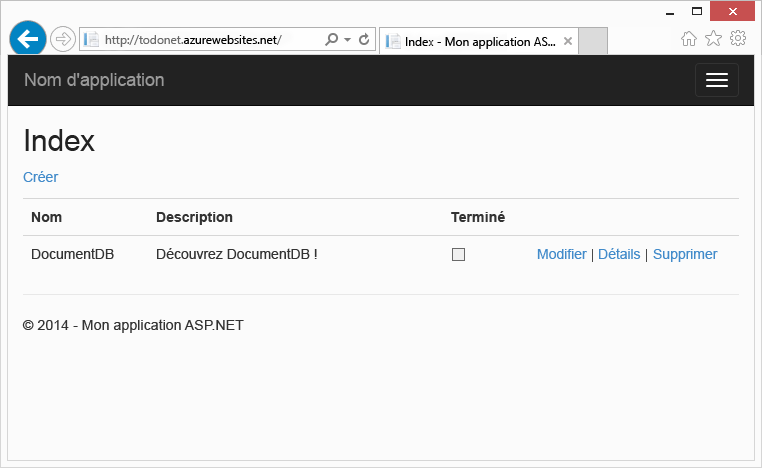 http://todonet.azurewebsites.net/
Index - Mon application AS...
Nom d'application
Index
Créer
Nom Description Terminé
DocumentDB Découvrez DocumentDB ! Modifier | Détails | Supprimer
© 2014 - Mon application ASP.NET